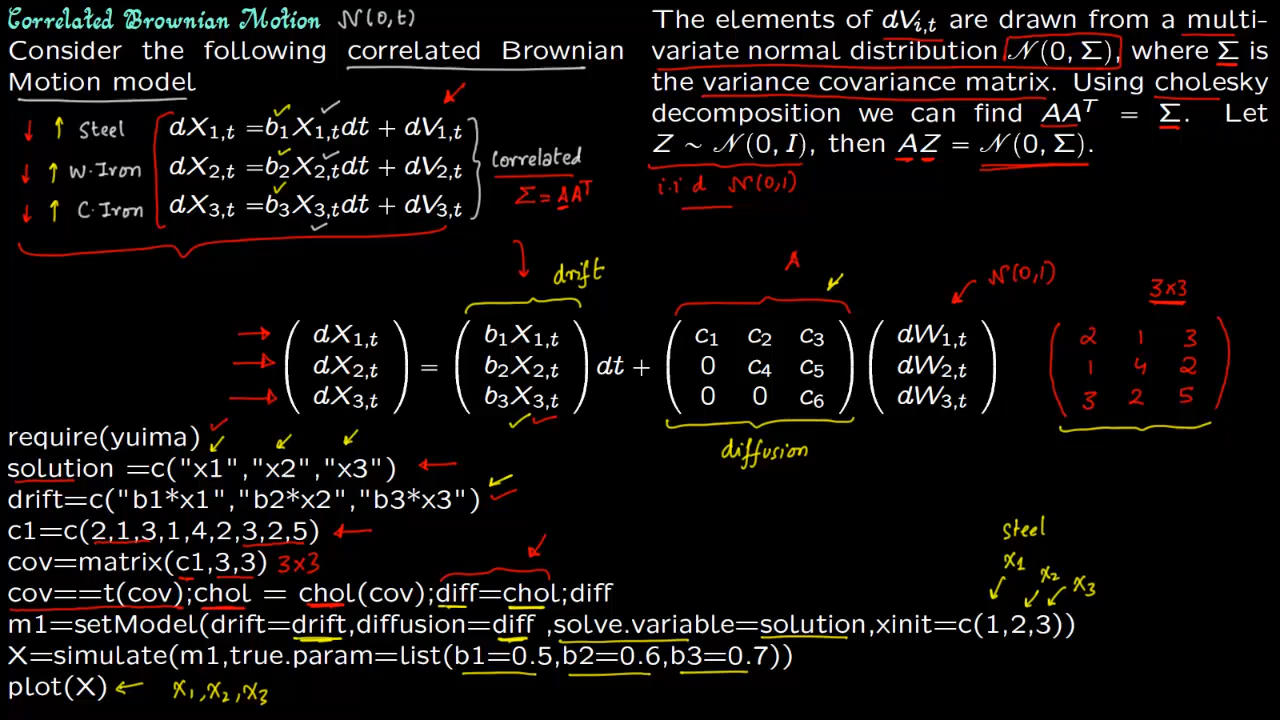 Correlated Brownian Motion N(0,t)
Consider the following correlated Brownian
Motion model
↓ ↑ Steel dX1,t =b1X1,tdt + dV1,t
↓ ↑ W.Iron dX2,t =b2X2,tdt + dV2,t
↓ ↑ C.Iron dX3,t =b3X3,tdt + dV3,t
Correlated
Σ = AAᵀ
The elements of dVi,t are drawn from a multi-
variate normal distribution 𝒩(0, Σ), where Σ is
the variance covariance matrix. Using cholesky
decomposition we can find AAᵀ = Σ. Let
Z ∼ 𝒩(0, I), then AZ = 𝒩(0, Σ).
i.i d N(0,1)
drift A N(0,1) 3x3
dX1,t b1X1,t c1 c2 c3 dW1,t 2 1 3
dX2,t = b2X2,t dt + 0 c4 c5 dW2,t 1 4 2
dX3,t b3X3,t 0 0 c6 dW3,t 3 2 5
diffusion
require(yuima)
solution =c("x1","x2","x3")
drift=c("b1*x1","b2*x2","b3*x3")
c1=c(2,1,3,1,4,2,3,2,5)
cov=matrix(c1,3,3) 3x3
cov==t(cov);chol = chol(cov);diff=chol;diff
Steel
x1 x2 x3
m1=setModel(drift=drift,diffusion=diff ,solve.variable=solution,xinit=c(1,2,3))
X=simulate(m1,true.param=list(b1=0.5,b2=0.6,b3=0.7))
plot(X) ← x1,x2,x3